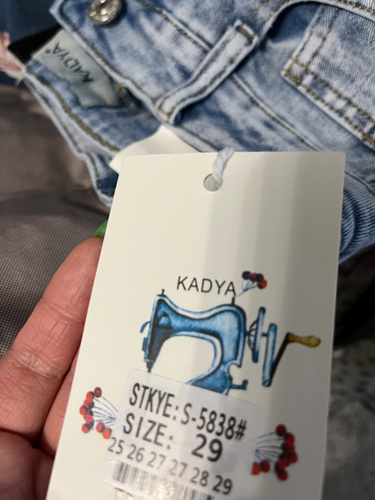 KADYA
KADYA
STKYE: S-5838#
SIZE: 29
25 26 27 27 28 29